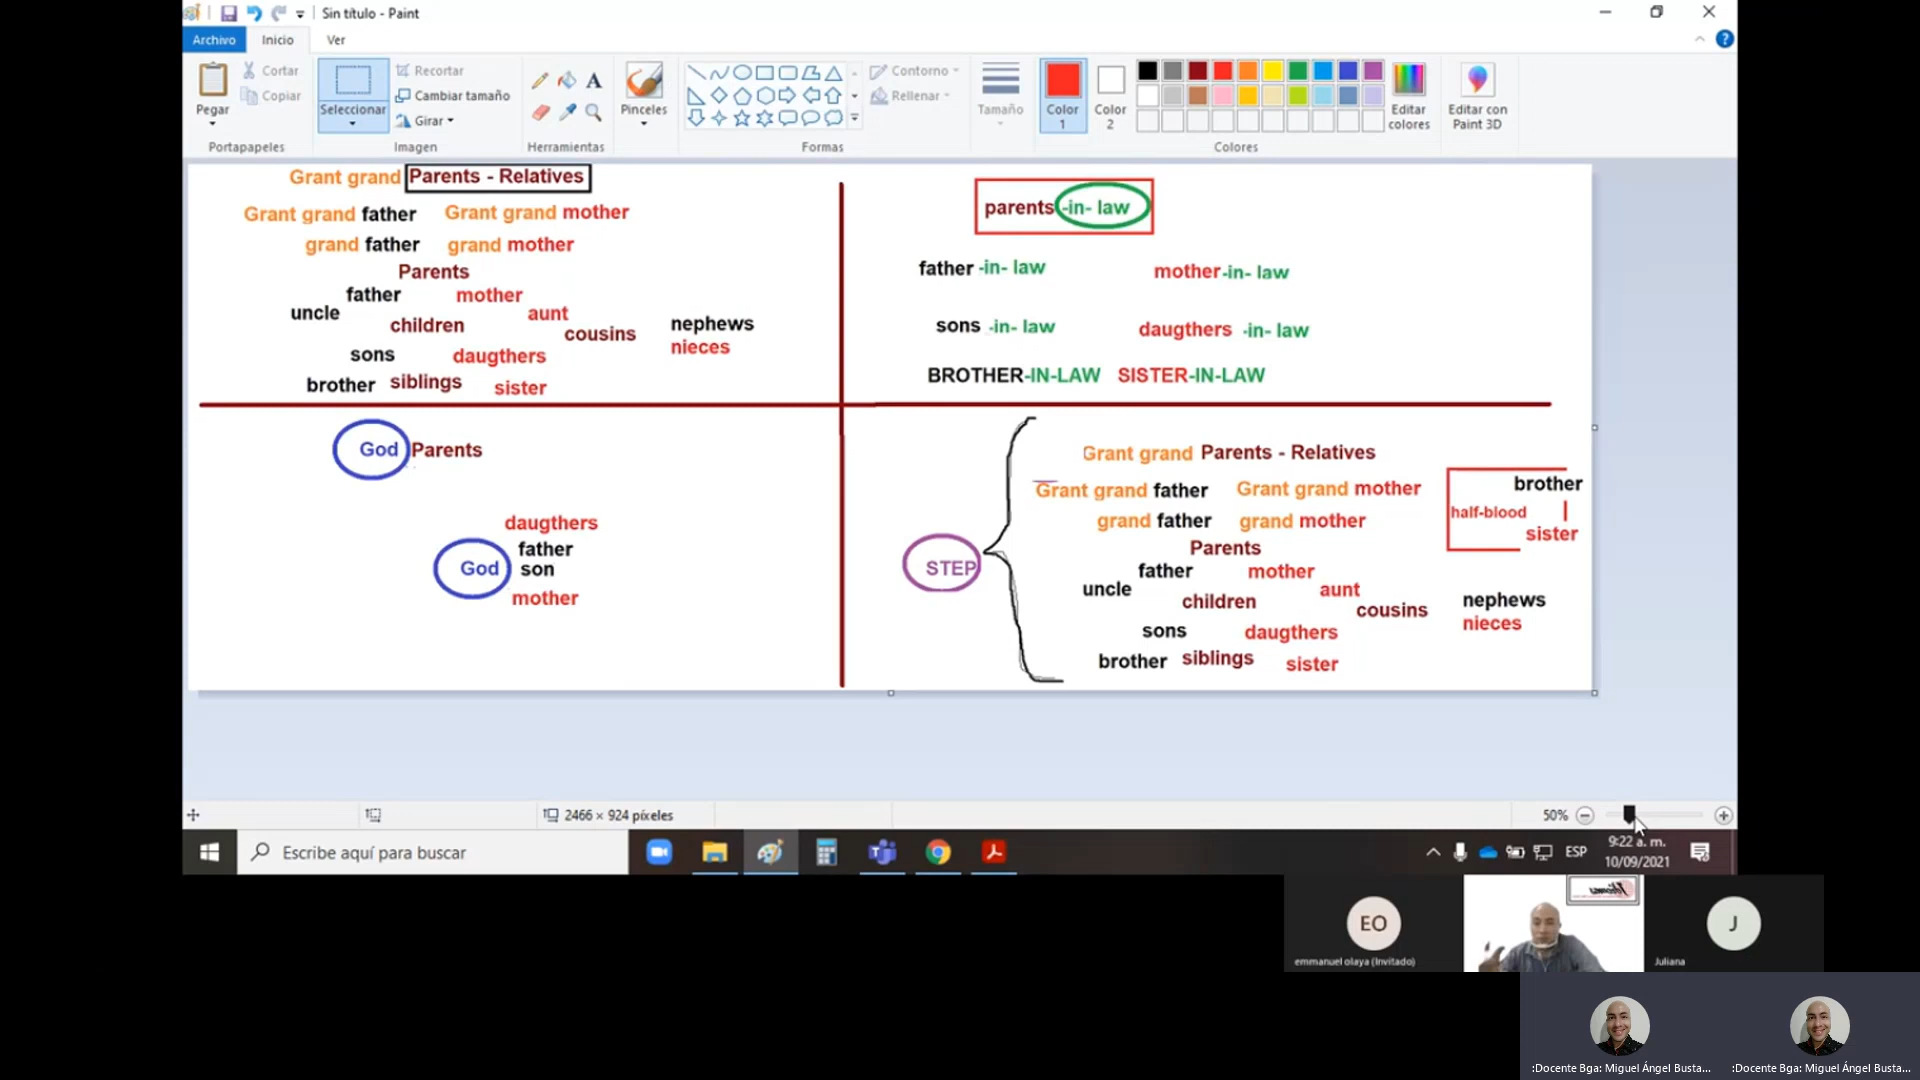 Sin título - Paint
Archivo Inicio Ver
Pegar
Cortar
Copiar
Portapapeles
Seleccionar
Recortar
Cambiar tamaño
Girar
Imagen
A
Herramientas
Pinceles
Formas
Contorno
Rellenar
Tamaño
Color 1
Color 2
Colores
Editar colores
Editar con Paint 3D
Grant grand Parents - Relatives
Grant grand father Grant grand mother
grand father grand mother
Parents
father mother
uncle aunt
children cousins
nephews
nieces
sons daugthers
brother siblings sister
parents -in- law
father -in- law mother-in- law
sons -in- law daugthers -in- law
BROTHER-IN-LAW SISTER-IN-LAW
God Parents
daugthers
father
God son
mother
STEP
Grant grand Parents - Relatives
Grant grand father Grant grand mother
grand father grand mother
Parents
father mother
uncle aunt
children cousins
nephews
nieces
sons daugthers
brother siblings sister
brother
half-blood
sister
2466 × 924 píxeles
50%
Escribe aquí para buscar
ESP
9:22 a. m.
10/09/2021
EO
emmanuel olaya (Invitado)
J
Juliana
:Docente Bga: Miguel Ángel Busta...
:Docente Bga: Miguel Ángel Busta...